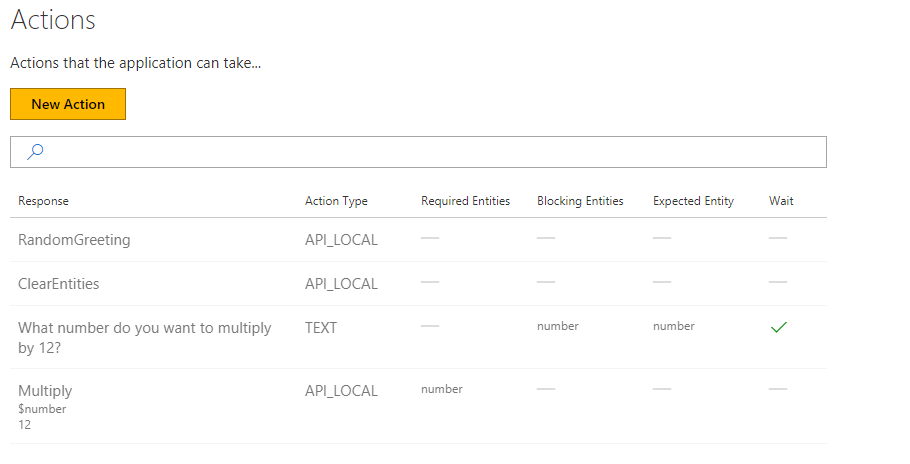 Actions
Actions that the application can take...
New Action
Response Action Type Required Entities Blocking Entities Expected Entity Wait
RandomGreeting API_LOCAL — — — —
ClearEntities API_LOCAL — — — —
What number do you want to multiply TEXT — number number
by 12?
Multiply API_LOCAL number — — —
$number
12